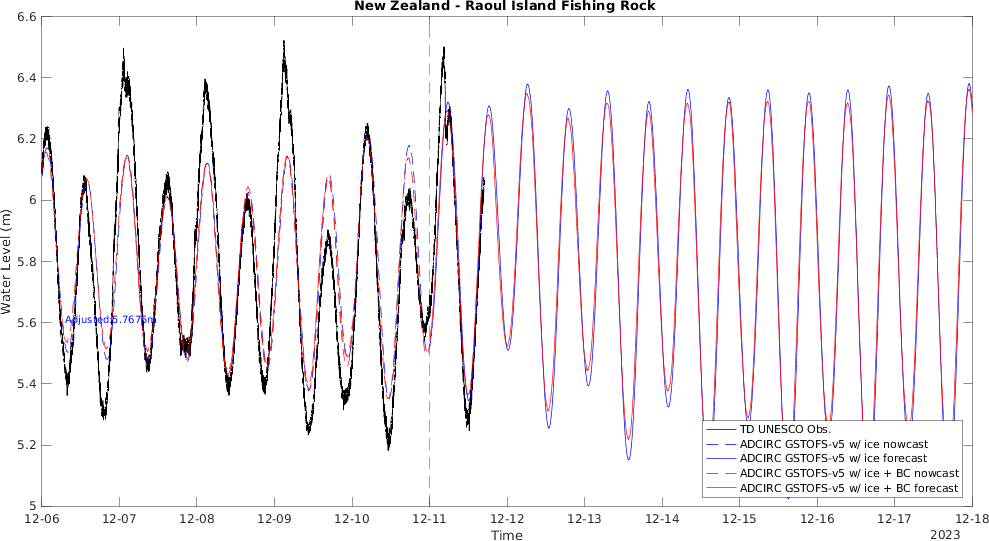 New Zealand - Raoul Island Fishing Rock
6.6
6.4
6.2
6
5.8
5.6
5.4
5.2
5
Water Level (m)
Adjusted:5.7676m
TD UNESCO Obs.
ADCIRC GSTOFS-v5 w/ ice nowcast
ADCIRC GSTOFS-v5 w/ ice forecast
ADCIRC GSTOFS-v5 w/ ice + BC nowcast
ADCIRC GSTOFS-v5 w/ ice + BC forecast
12-06 12-07 12-08 12-09 12-10 12-11 12-12 12-13 12-14 12-15 12-16 12-17 12-18
Time
2023